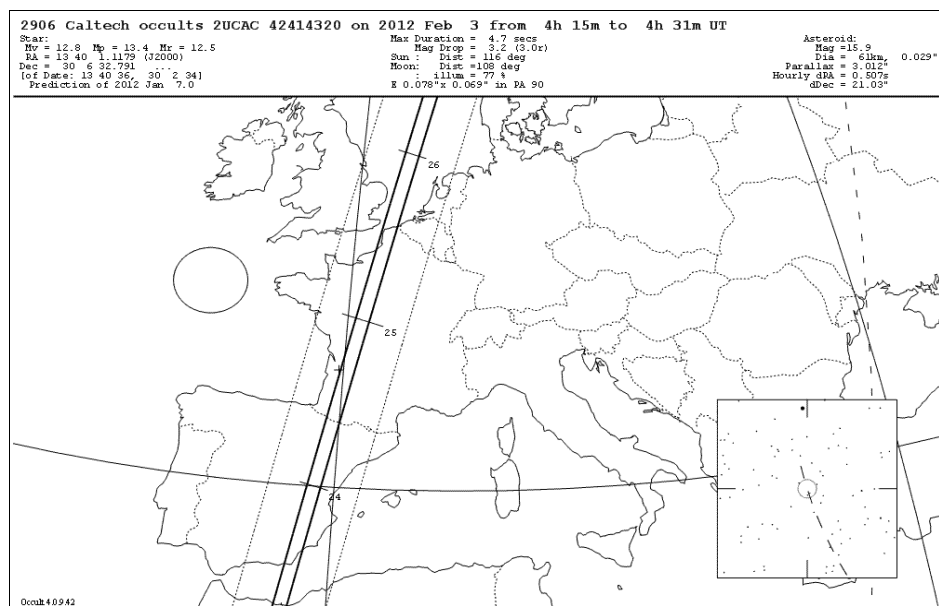 2906 Caltech occults 2UCAC 42414320 on 2012 Feb  3 from  4h 15m to  4h 31m UT
Star:
Mv = 12.8  Mp = 13.4  Mr = 12.5
RA = 13 40  1.1179 (J2000)
Dec =  30  6 32.791   ...
[of Date: 13 40 36,  30  2 34]
Prediction of 2012 Jan  7.0
Max Duration =  4.7 secs
Mag Drop =  3.2 (3.0r)
Sun :   Dist = 116 deg
Moon:   Dist =108 deg
:  illum = 77 %
E 0.078"x 0.069" in PA 90
Asteroid:
Mag =15.9
Dia =  61km,  0.029"
Parallax = 3.012"
Hourly dRA = 0.507s
dDec = 21.03"
26
25
24
Occult 4.0.9.42